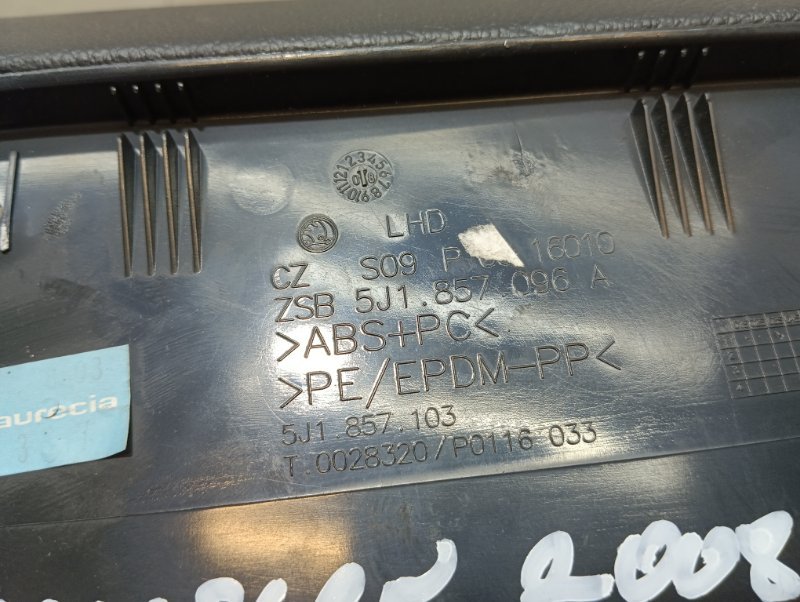 LHD
CZ S09 P 16010
ZSB 5J1.857.096 A
>ABS+PC<
>PE/EPDM-PP<
5J1.857.103
T.0028320/P0116 033
aurecia
2008